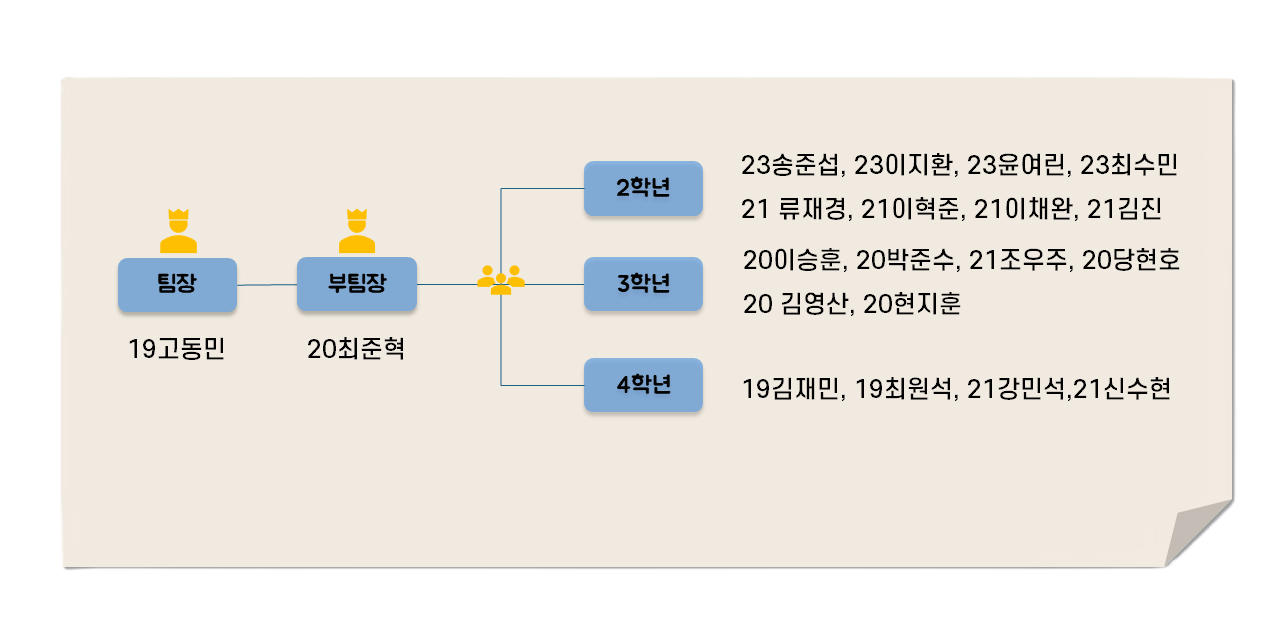 팀장
19고동민
부팀장
20최준혁
2학년
23송준섭, 23이지환, 23윤여린, 23최수민
21 류재경, 21이혁준, 21이채완, 21김진
3학년
20이승훈, 20박준수, 21조우주, 20당현호
20 김영산, 20현지훈
4학년
19김재민, 19최원석, 21강민석,21신수현